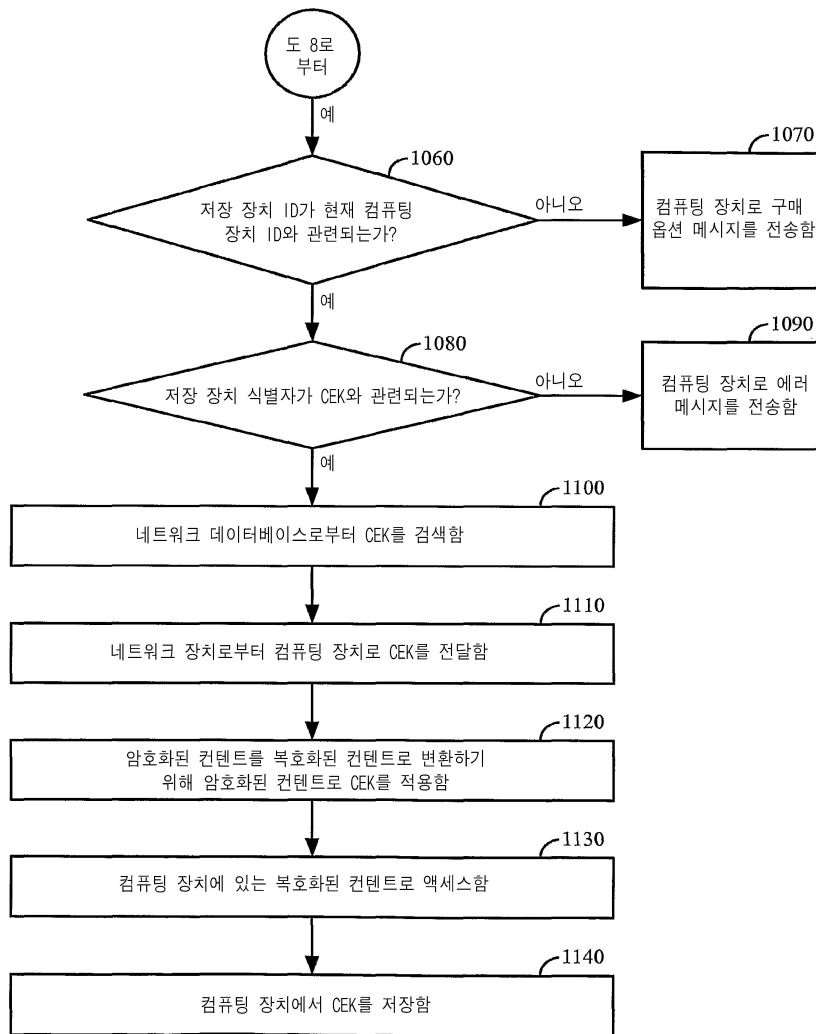 도 8로
부터
예
1060
저장 장치 ID가 현재 컴퓨팅
장치 ID와 관련되는가?
아니오
1070
컴퓨팅 장치로 구매
옵션 메시지를 전송함
예
1080
저장 장치 식별자가 CEK와 관련되는가?
아니오
1090
컴퓨팅 장치로 에러
메시지를 전송함
예
1100
네트워크 데이터베이스로부터 CEK를 검색함
1110
네트워크 장치로부터 컴퓨팅 장치로 CEK를 전달함
1120
암호화된 컨텐트를 복호화된 컨텐트로 변환하기
위해 암호화된 컨텐트로 CEK를 적용함
1130
컴퓨팅 장치에 있는 복호화된 컨텐트로 액세스함
1140
컴퓨팅 장치에서 CEK를 저장함